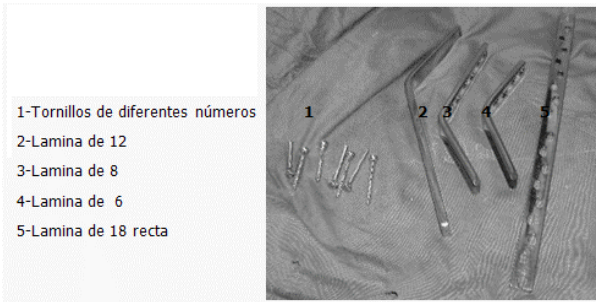 1-Tornillos de diferentes números
2-Lamina de 12
3-Lamina de 8
4-Lamina de  6
5-Lamina de 18 recta
1
2
3
4
5